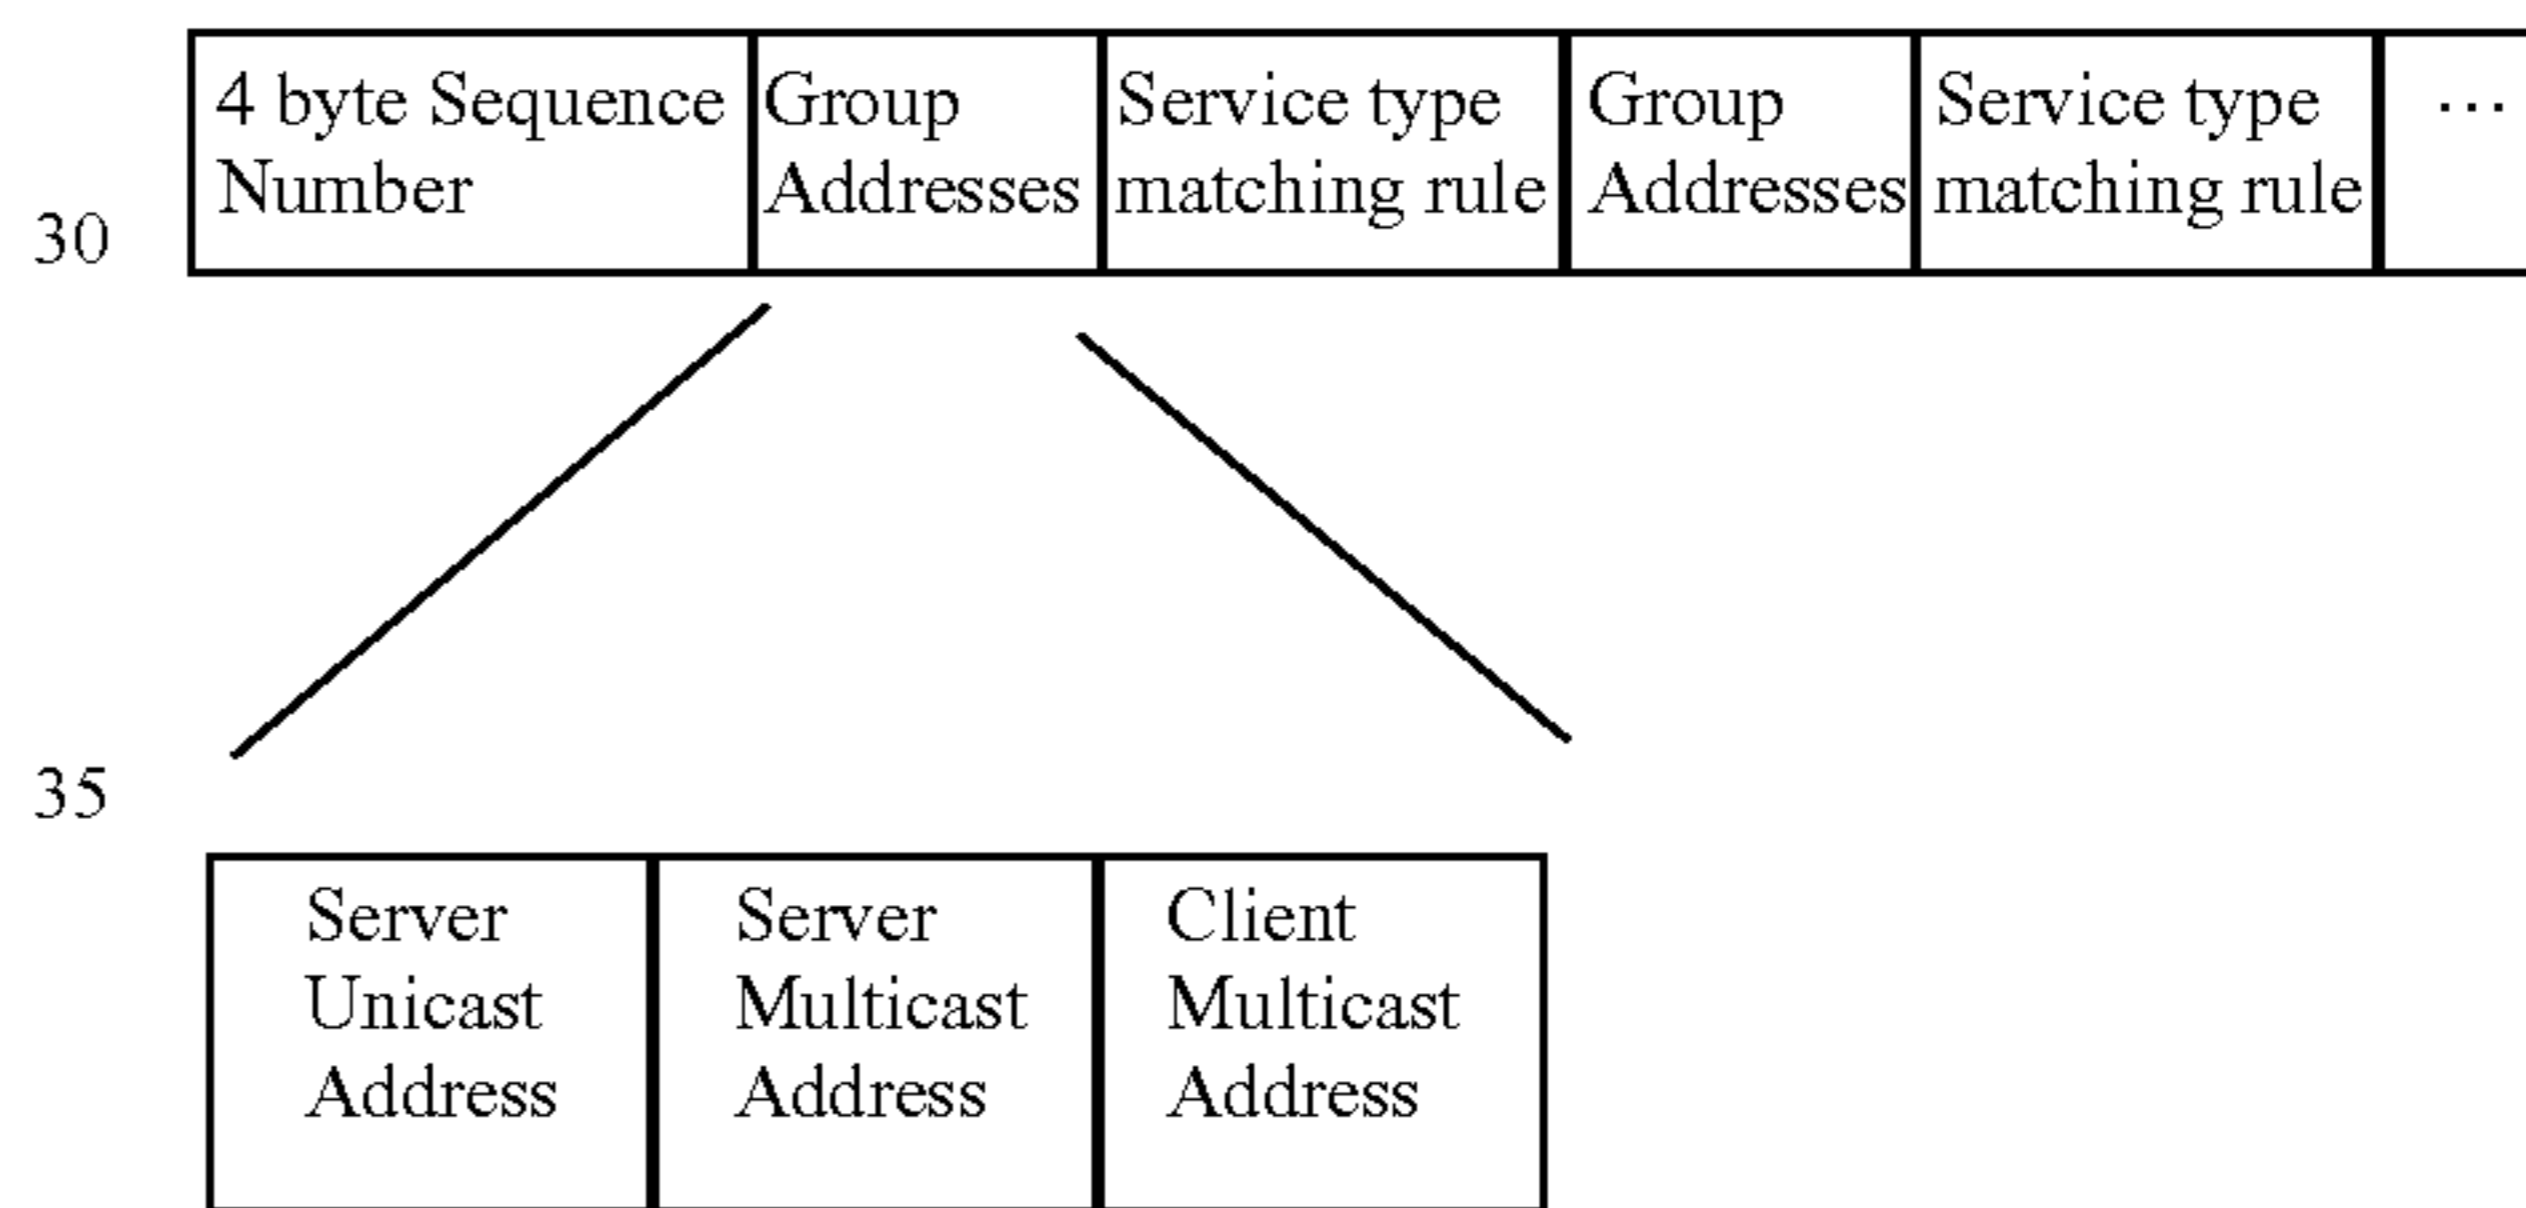 4 byte Sequence
Number
Group
Addresses
Service type
matching rule
Group
Addresses
Service type
matching rule
...
30
35
Server
Unicast
Address
Server
Multicast
Address
Client
Multicast
Address